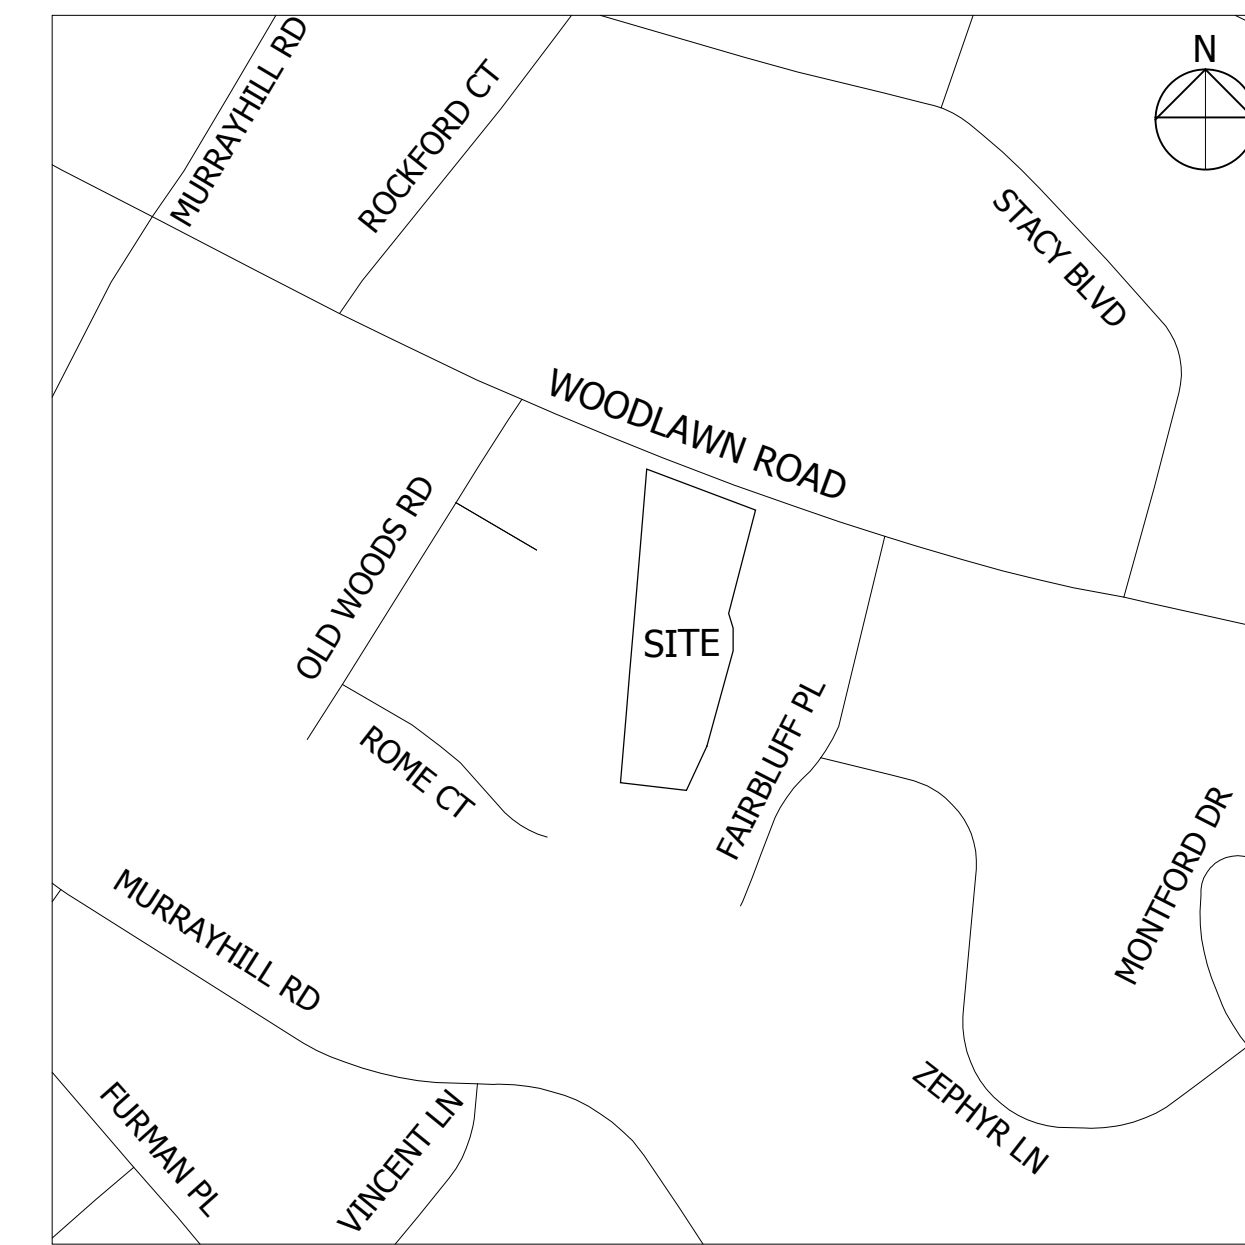 MURRAYHILL RD
ROCKFORD CT
N
STACY BLVD
WOODLAWN ROAD
OLD WOODS RD
SITE
ROME CT
FAIRBLUFF PL
MONTFORD DR
MURRAYHILL RD
ZEPHYR LN
FURMAN PL
VINCENT LN